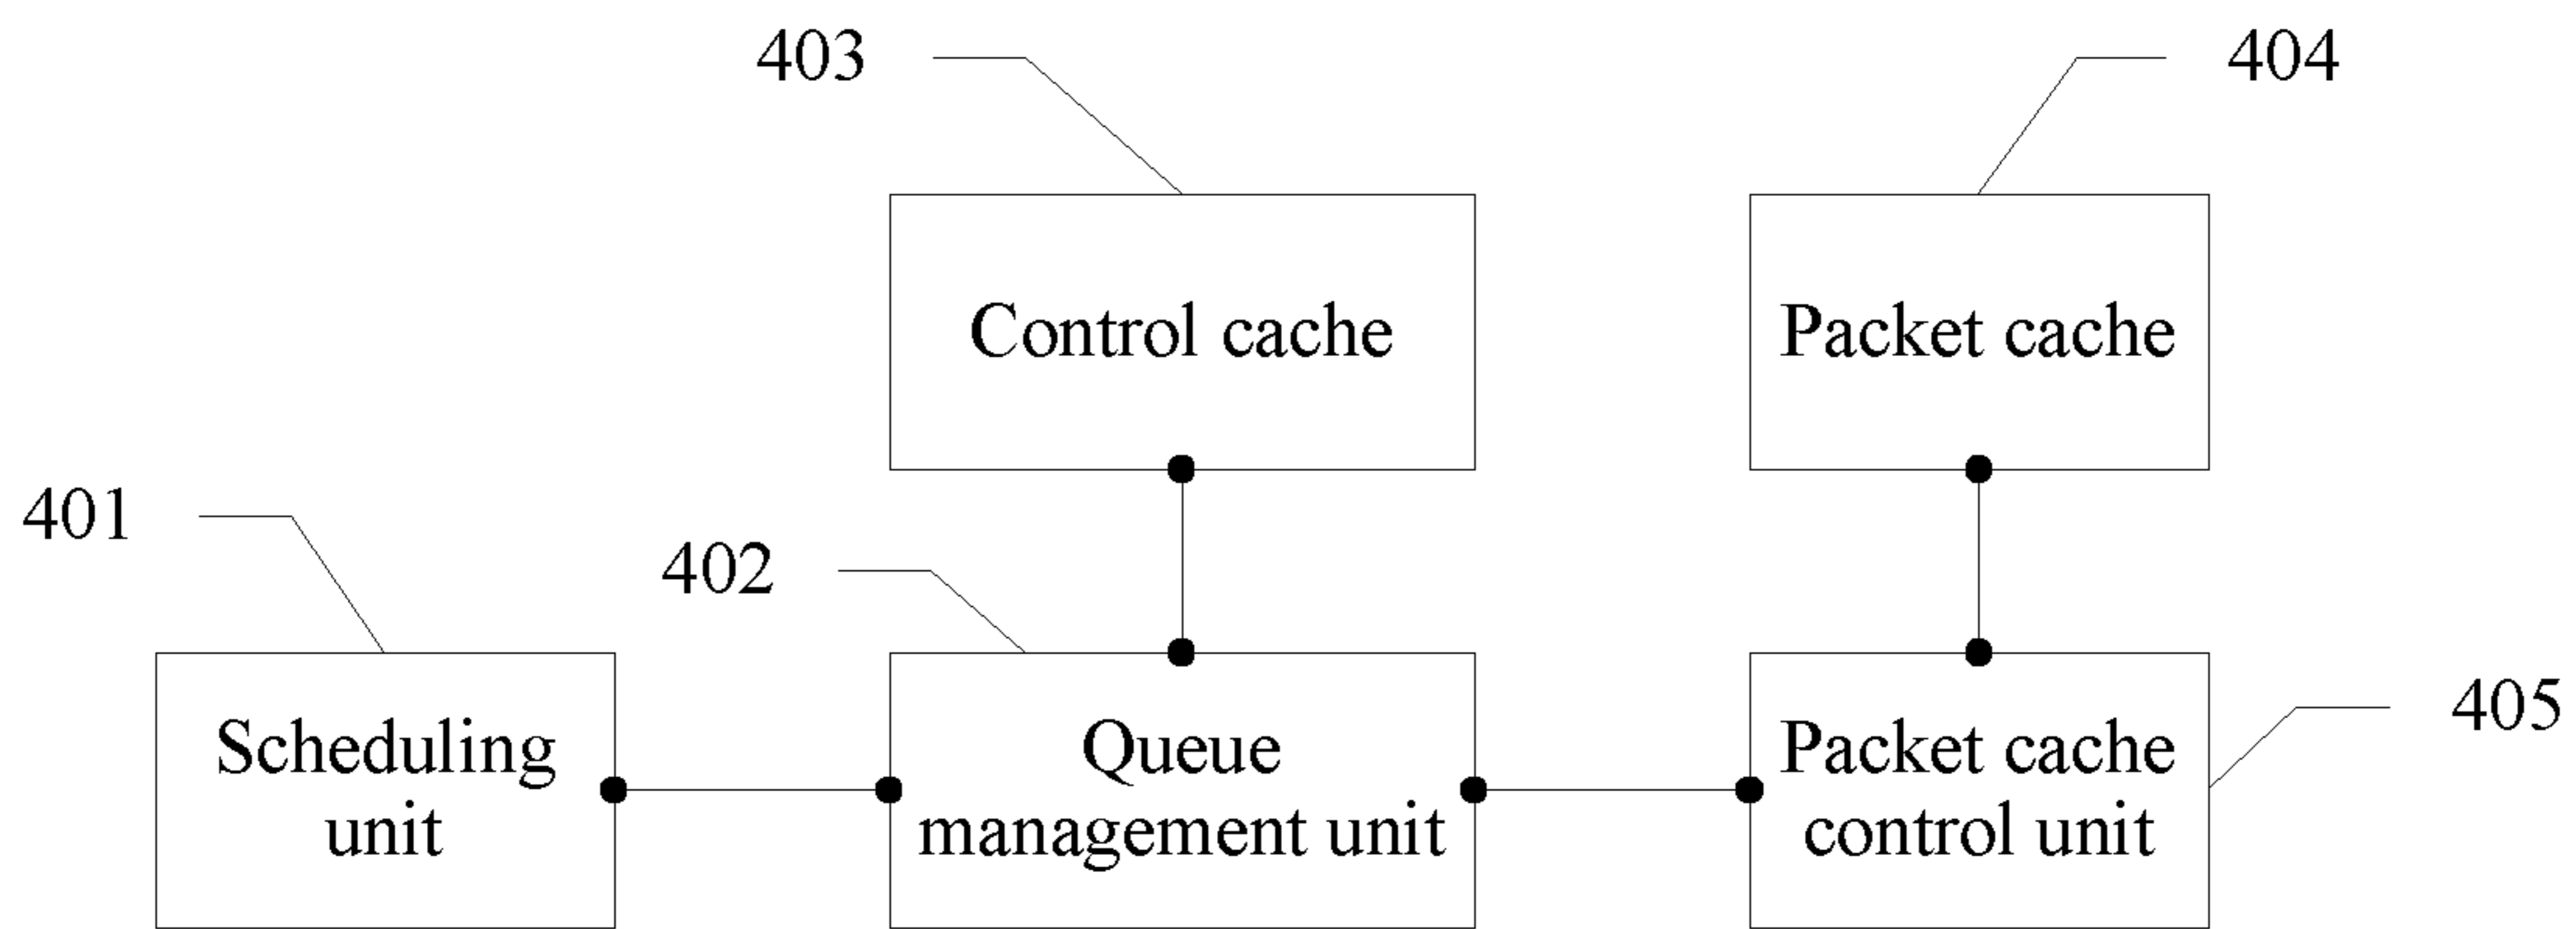 403
404
Control cache
Packet cache
401
402
405
Scheduling
unit
Queue
management unit
Packet cache
control unit